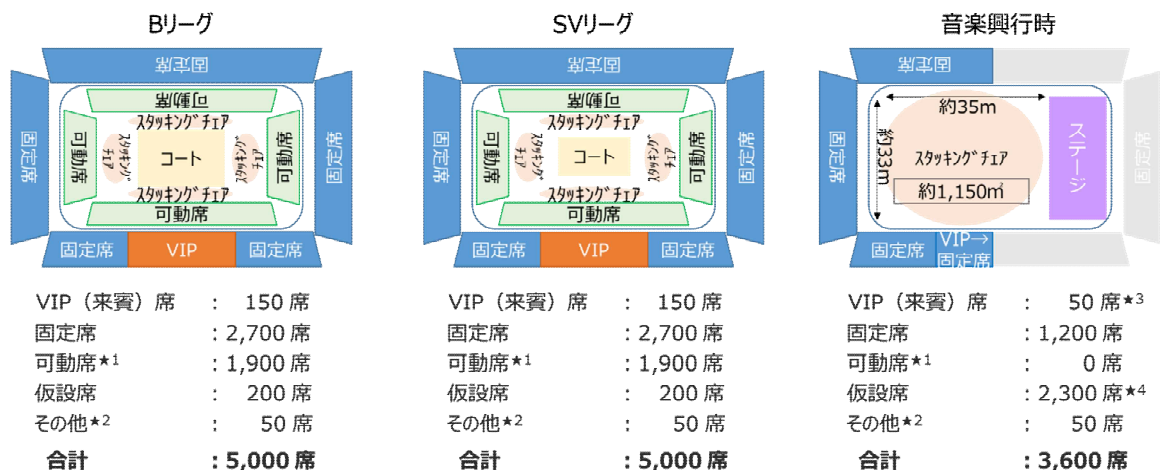 Bリーグ
固定席
固定席
可動席
スタッキングチェア
可動席
スタッキングチェア
コート
スタッキングチェア
可動席
固定席
スタッキングチェア
可動席
固定席
VIP
固定席
VIP（来賓）席 : 150 席
固定席 : 2,700 席
可動席★1 : 1,900 席
仮設席 : 200 席
その他★2 : 50 席
合計 : 5,000 席
SVリーグ
固定席
固定席
可動席
スタッキングチェア
可動席
スタッキングチェア
コート
スタッキングチェア
可動席
固定席
スタッキングチェア
可動席
固定席
VIP
固定席
VIP（来賓）席 : 150 席
固定席 : 2,700 席
可動席★1 : 1,900 席
仮設席 : 200 席
その他★2 : 50 席
合計 : 5,000 席
音楽興行時
固定席
固定席
約35m
約33m
スタッキングチェア
約1,150㎡
ステージ
固定席
固定席
VIP→
固定席
VIP（来賓）席 : 50 席★3
固定席 : 1,200 席
可動席★1 : 0 席
仮設席 : 2,300 席★4
その他★2 : 50 席
合計 : 3,600 席